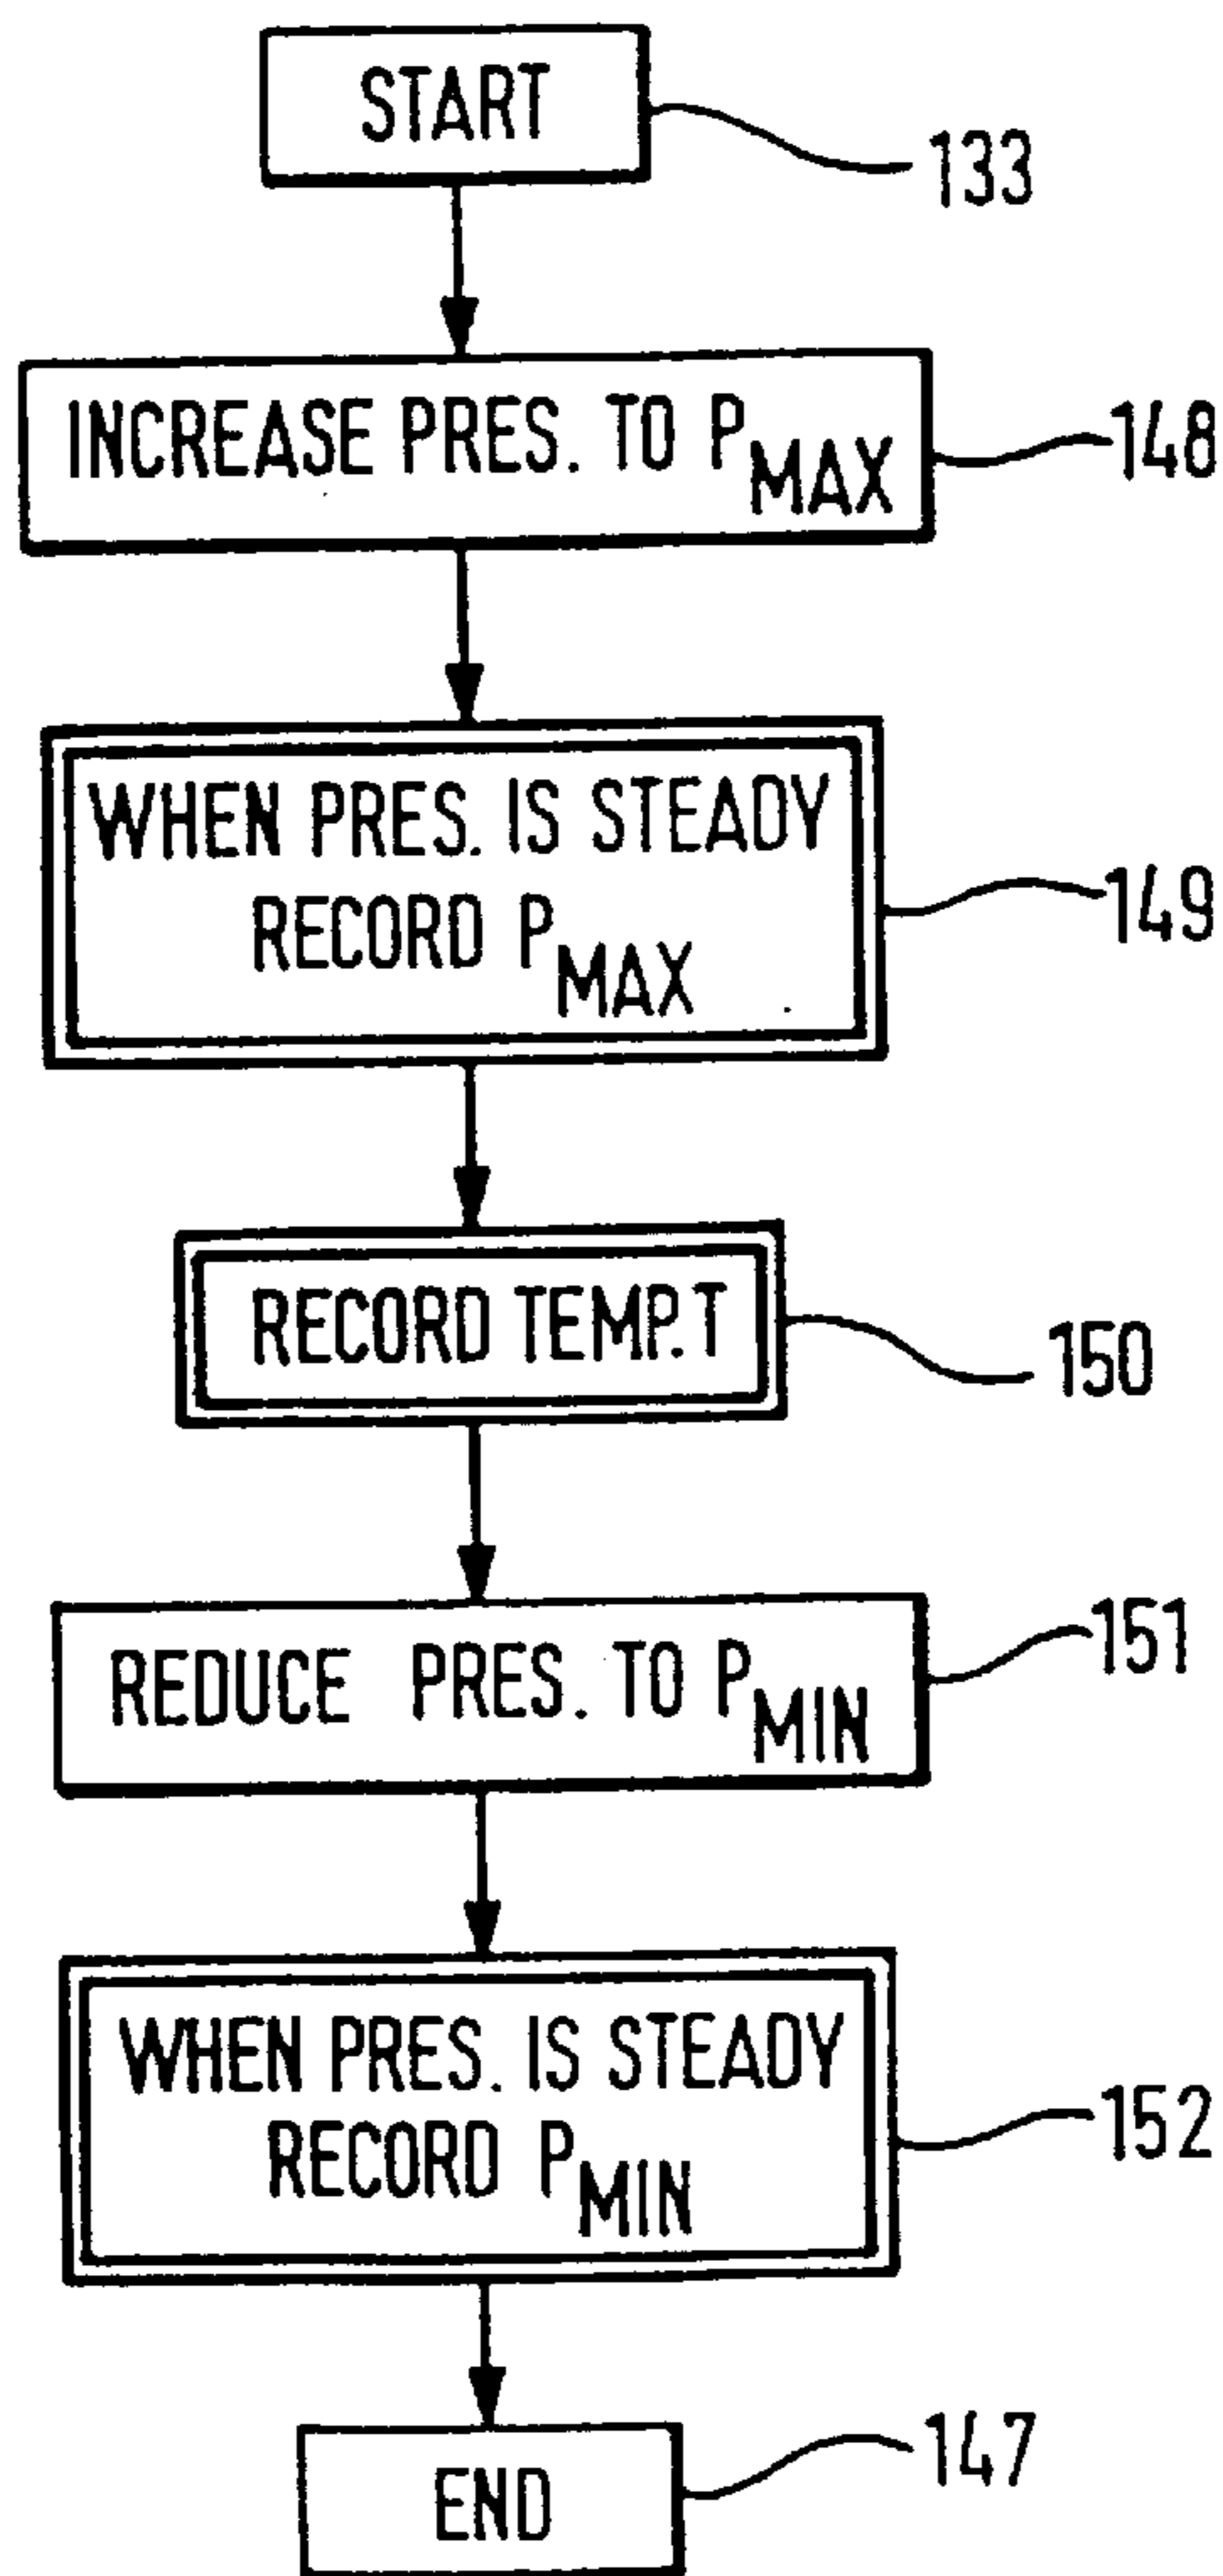 START
133
INCREASE PRES. TO PMAX
148
WHEN PRES. IS STEADY
RECORD PMAX
149
RECORD TEMP. T
150
REDUCE PRES. TO PMIN
151
WHEN PRES. IS STEADY
RECORD PMIN
152
END
147